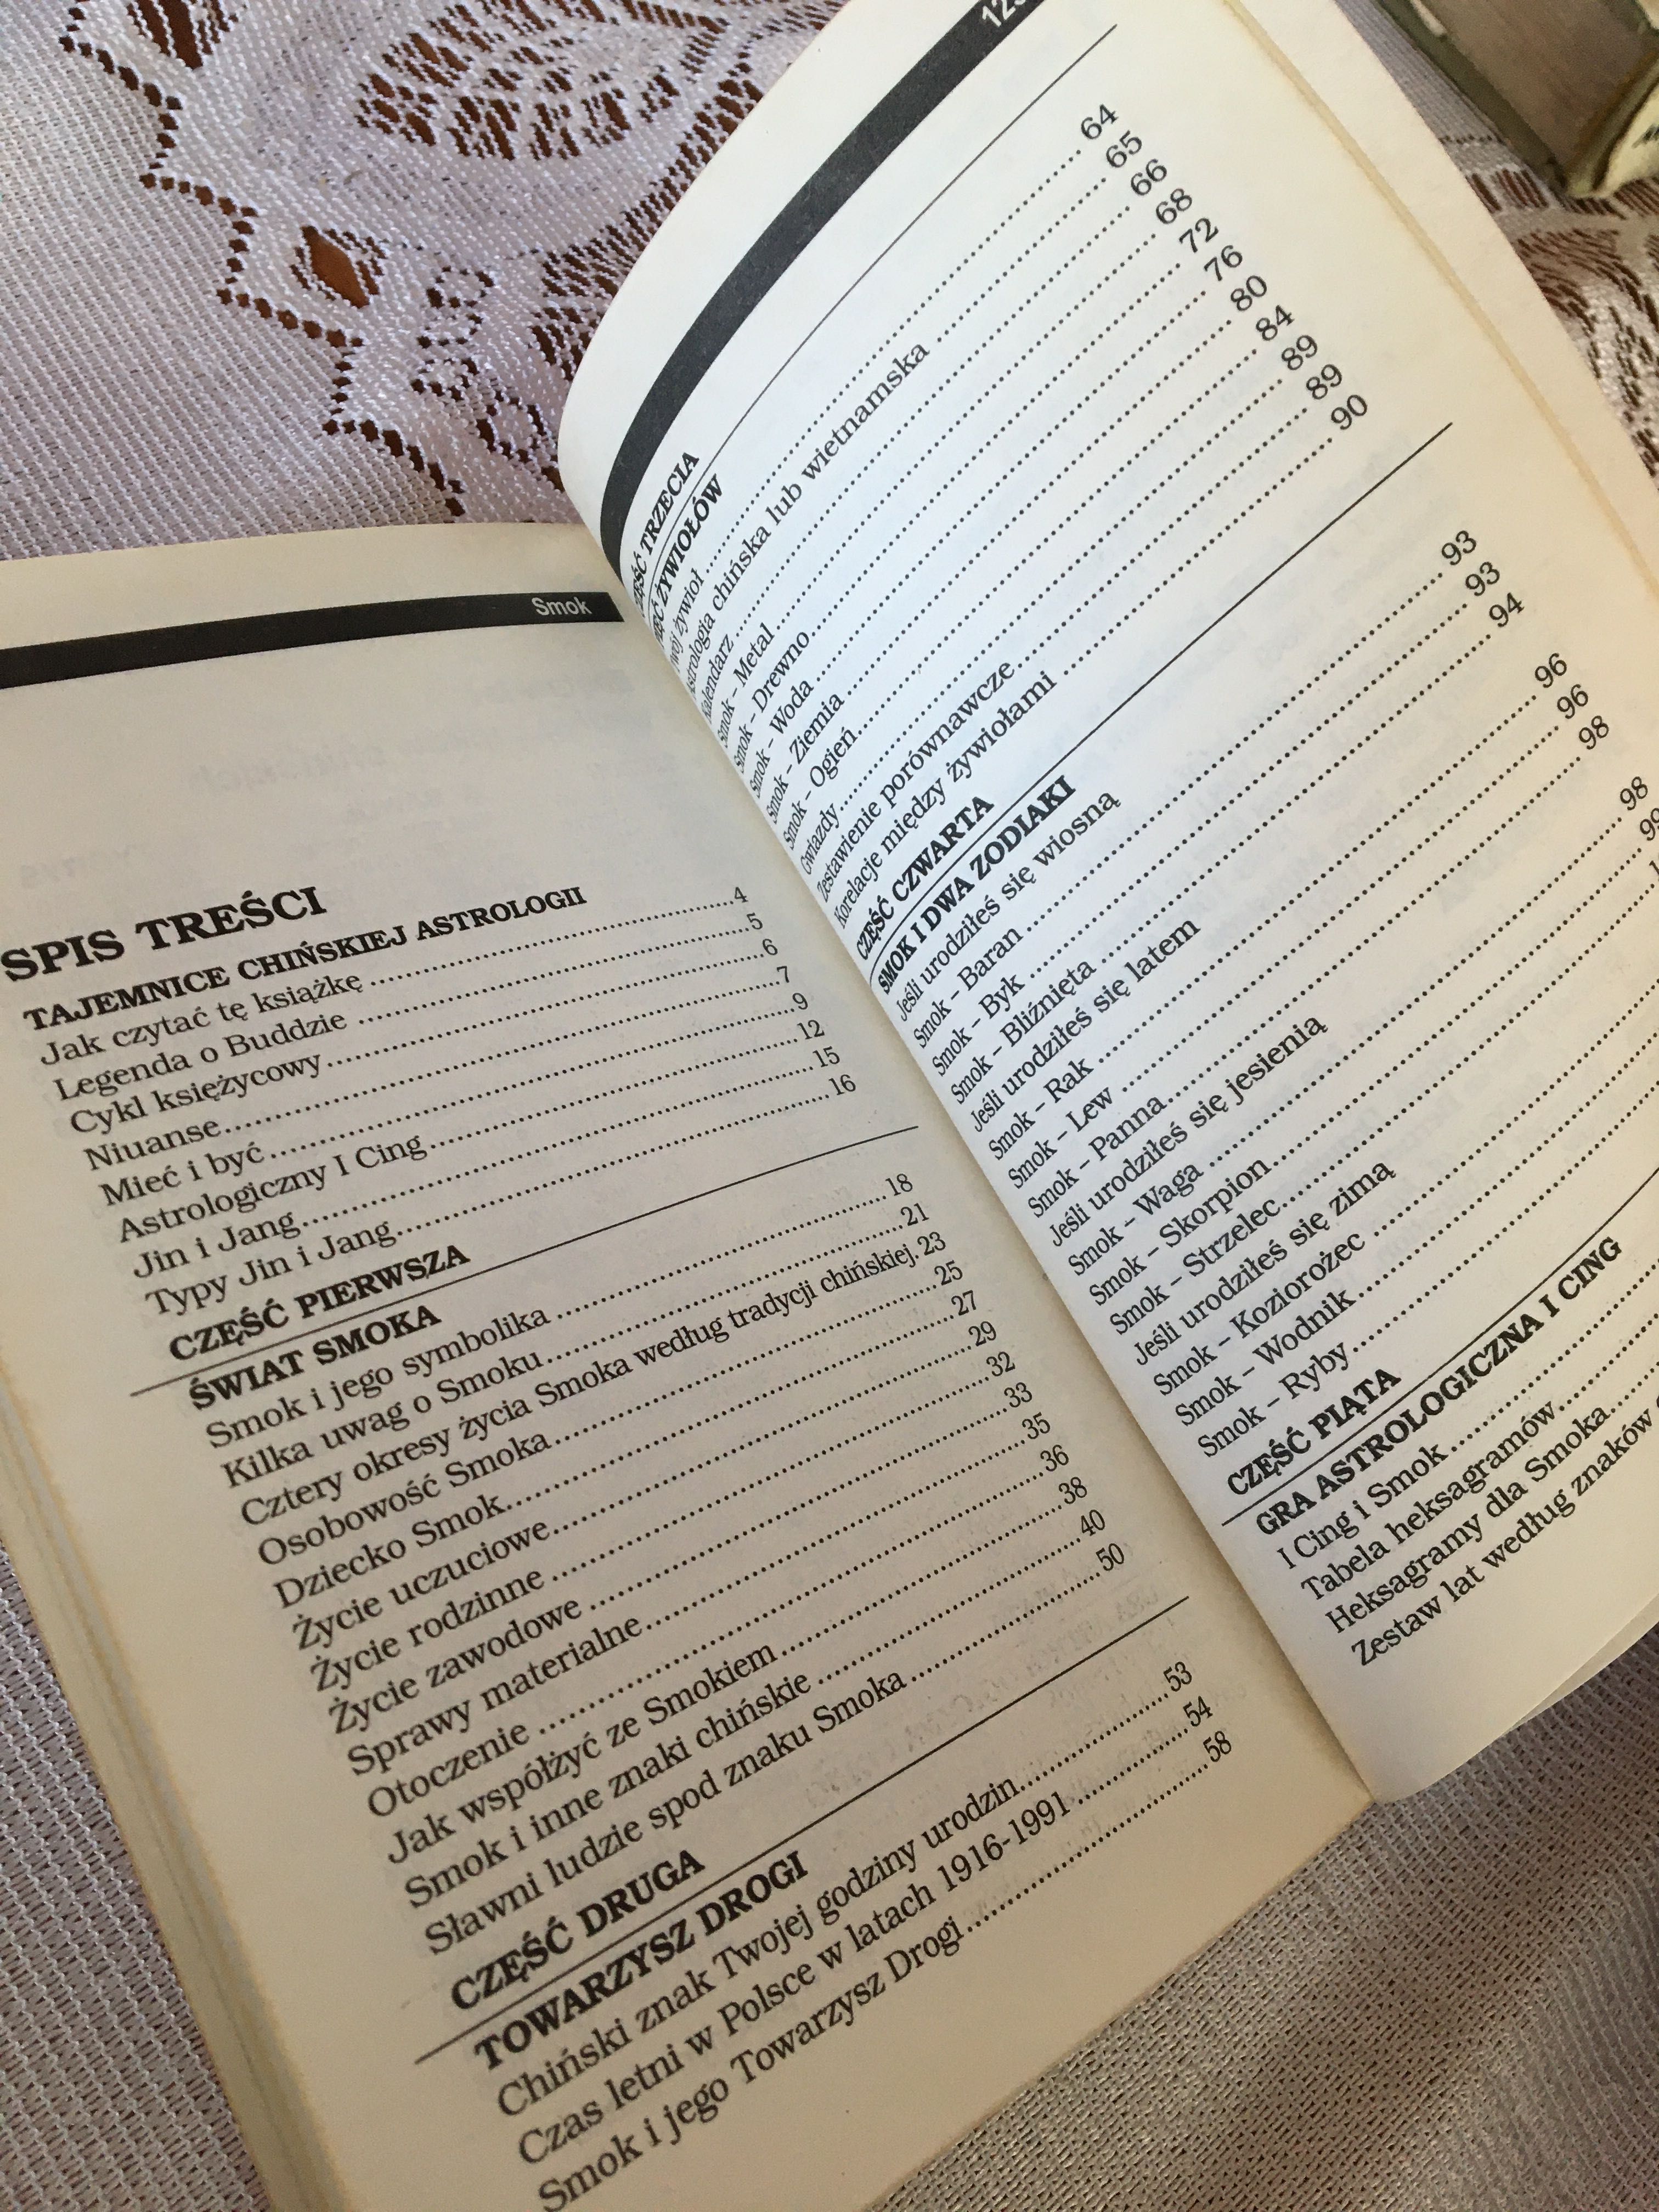 Smok
SPIS TREŚCI
TAJEMNICE CHIŃSKIEJ ASTROLOGII
Jak czytać tę książkę ........ 4
Legenda o Buddzie ........ 5
Cykl księżycowy ........ 6
Niuanse ........ 7
Mieć i być ........ 9
Astrologiczny I Cing ........ 12
Jin i Jang ........ 15
Typy Jin i Jang ........ 16
CZĘŚĆ PIERWSZA
ŚWIAT SMOKA
Smok i jego symbolika ........ 18
Kilka uwag o Smoku ........ 21
Cztery okresy życia Smoka według tradycji chińskiej . 23
Osobowość Smoka ........ 25
Dziecko Smok ........ 27
Życie uczuciowe ........ 29
Życie rodzinne ........ 32
Życie zawodowe ........ 33
Sprawy materialne ........ 35
Otoczenie ........ 36
Jak współżyć ze Smokiem ........ 38
Smok i inne znaki chińskie ........ 40
Sławni ludzie spod znaku Smoka ........ 50
CZĘŚĆ DRUGA
TOWARZYSZ DROGI
Chiński znak Twojej godziny urodzin ........ 53
Czas letni w Polsce w latach 1916-1991 ........ 54
Smok i jego Towarzysz Drogi ........ 58
TRZECIA
ŻYWIOŁÓW
żywioł ........ 64
chińska lub wietnamska ........ 65
Kalendarz ........ 66
Smok – Metal ........ 68
Smok – Drewno ........ 72
Smok – Woda ........ 76
Smok – Ziemia ........ 80
Smok – Ogień ........ 84
Gwiazdy ........ 89
Zestawienie porównawcze ........ 89
Korelacje między żywiołami ........ 90
CZĘŚĆ CZWARTA
SMOK I DWA ZODIAKI
Jeśli urodziłeś się wiosną
Smok – Baran ........ 93
Smok – Byk ........ 93
Smok – Bliźnięta ........ 94
Jeśli urodziłeś się latem
Smok – Rak ........ 96
Smok – Lew ........ 96
Smok – Panna ........ 98
Jeśli urodziłeś się jesienią
Smok – Waga ........ 98
Smok – Skorpion ........ 99
Smok – Strzelec ........
Jeśli urodziłeś się zimą
Smok – Koziorożec ........
Smok – Wodnik ........
Smok – Ryby ........
CZĘŚĆ PIĄTA
GRA ASTROLOGICZNA I CING
I Cing i Smok ........
Tabela heksagramów ........
Heksagramy dla Smoka ........
Zestaw lat według znaków